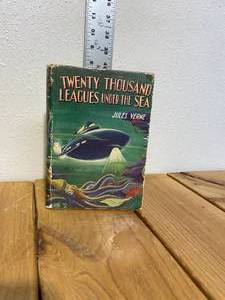 TWENTY THOUSAND
LEAGUES UNDER THE SEA
JULES VERNE